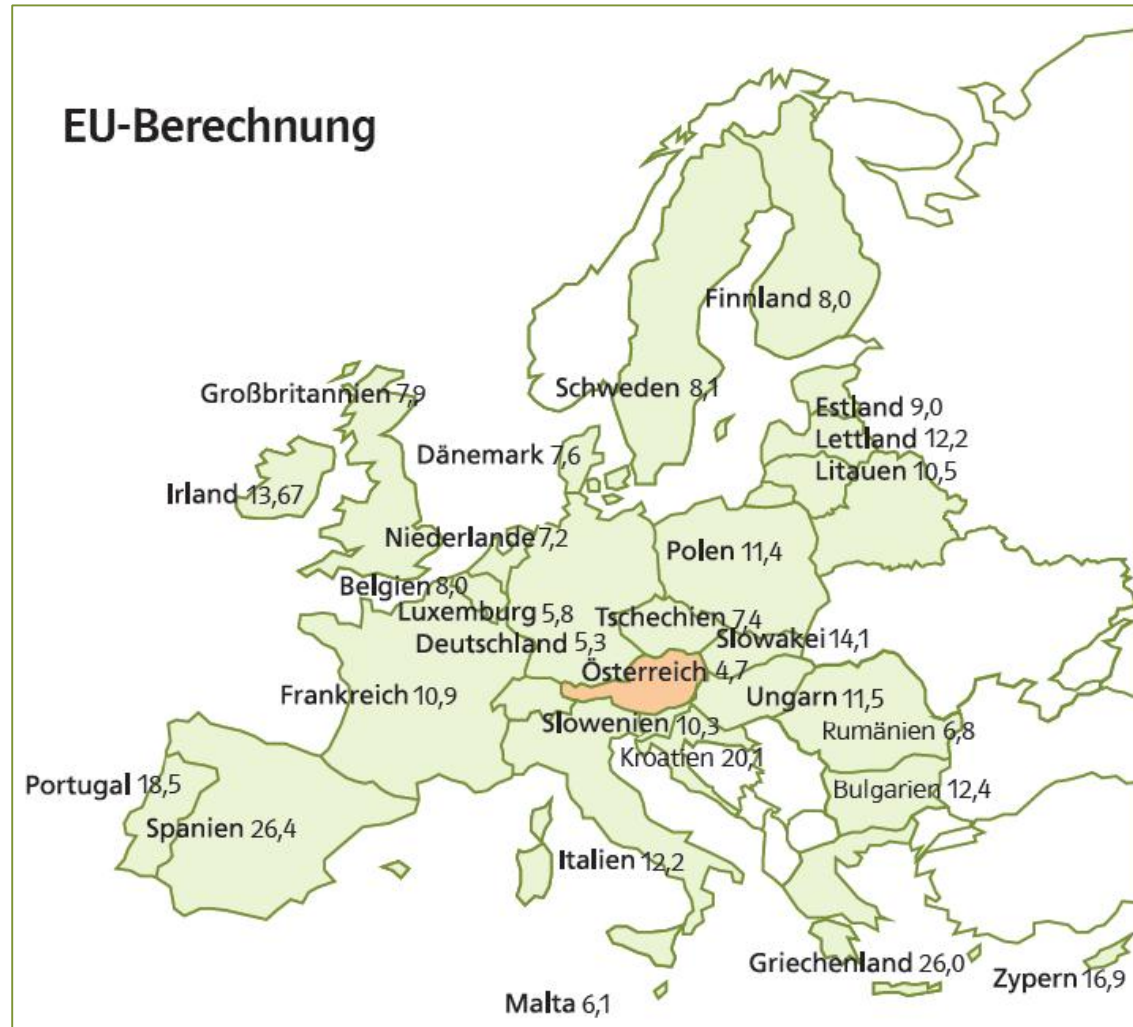 EU-Berechnung
Finnland 8,0
Schweden 8,1
Großbritannien 7,9
Estland 9,0
Lettland 12,2
Dänemark 7,6
Litauen 10,5
Irland 13,67
Niederlande 7,2
Polen 11,4
Belgien 8,0
Luxemburg 5,8
Tschechien 7,4
Deutschland 5,3
Slowakei 14,1
Österreich 4,7
Frankreich 10,9
Ungarn 11,5
Slowenien 10,3
Rumänien 6,8
Kroatien 20,1
Portugal 18,5
Bulgarien 12,4
Spanien 26,4
Italien 12,2
Griechenland 26,0
Zypern 16,9
Malta 6,1